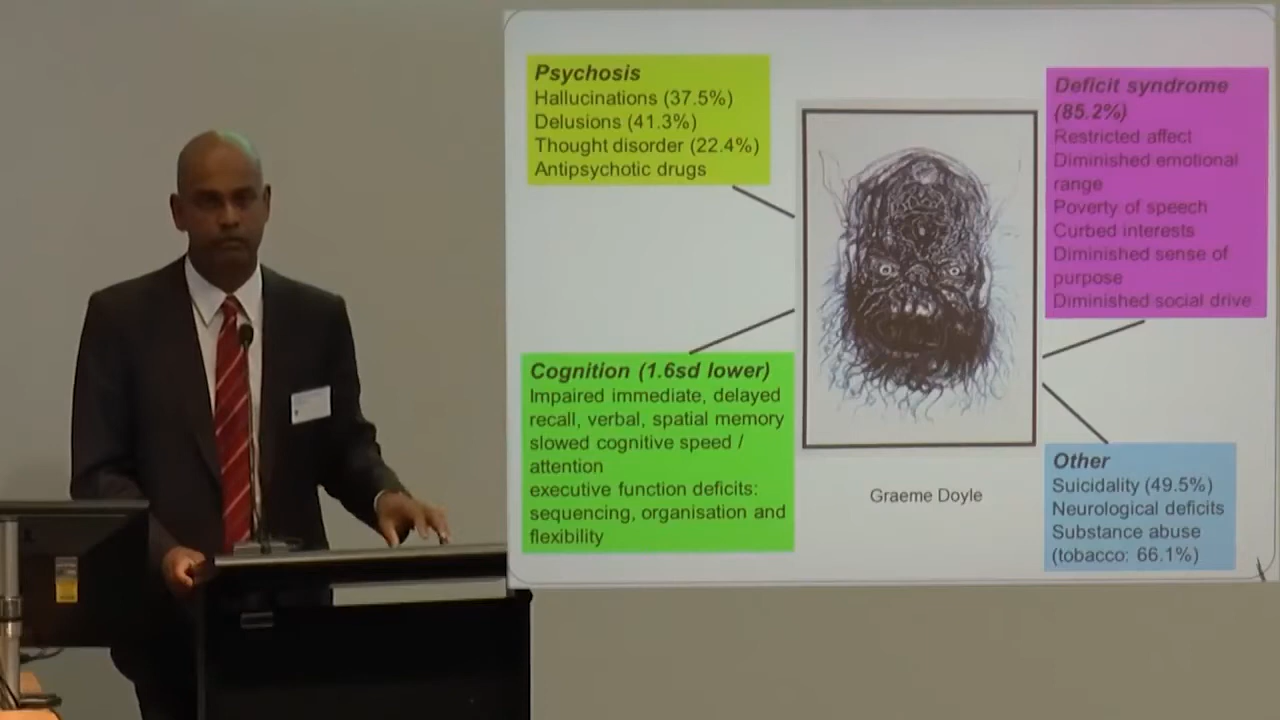 Psychosis
Hallucinations (37.5%)
Delusions (41.3%)
Thought disorder (22.4%)
Antipsychotic drugs
Cognition (1.6sd lower)
Impaired immediate, delayed
recall, verbal, spatial memory
slowed cognitive speed /
attention
executive function deficits:
sequencing, organisation and
flexibility
Graeme Doyle
Deficit syndrome
(85.2%)
Restricted affect
Diminished emotional
range
Poverty of speech
Curbed interests
Diminished sense of
purpose
Diminished social drive
Other
Suicidality (49.5%)
Neurological deficits
Substance abuse
(tobacco: 66.1%)